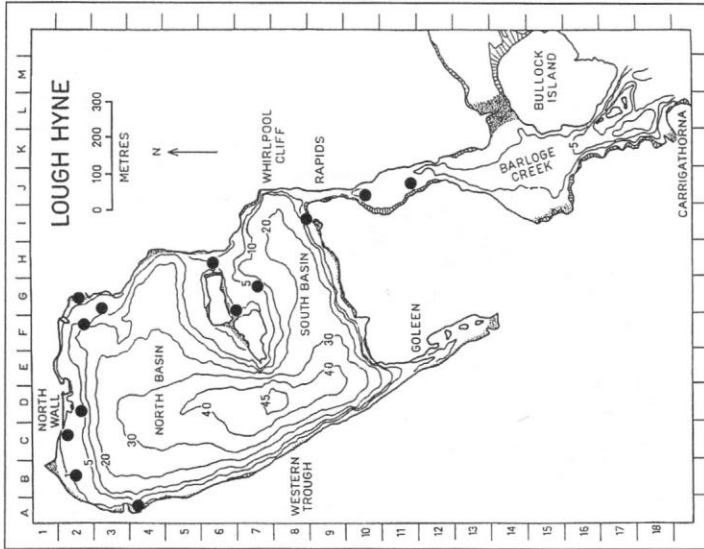 LOUGH HYNE
0 100 200 300
METRES
N
A B C D E F G H I J K L M
1
2
3
4
5
6
7
8
9
10
11
12
13
14
15
16
17
18
NORTH
WALL
5
20
30
NORTH BASIN
40
45
30
40
WESTERN
TROUGH
5
10
20
SOUTH BASIN
WHIRLPOOL
CLIFF
RAPIDS
GOLEEN
BARLOGE
CREEK
5
BULLOCK
ISLAND
CARRIGATHORNA